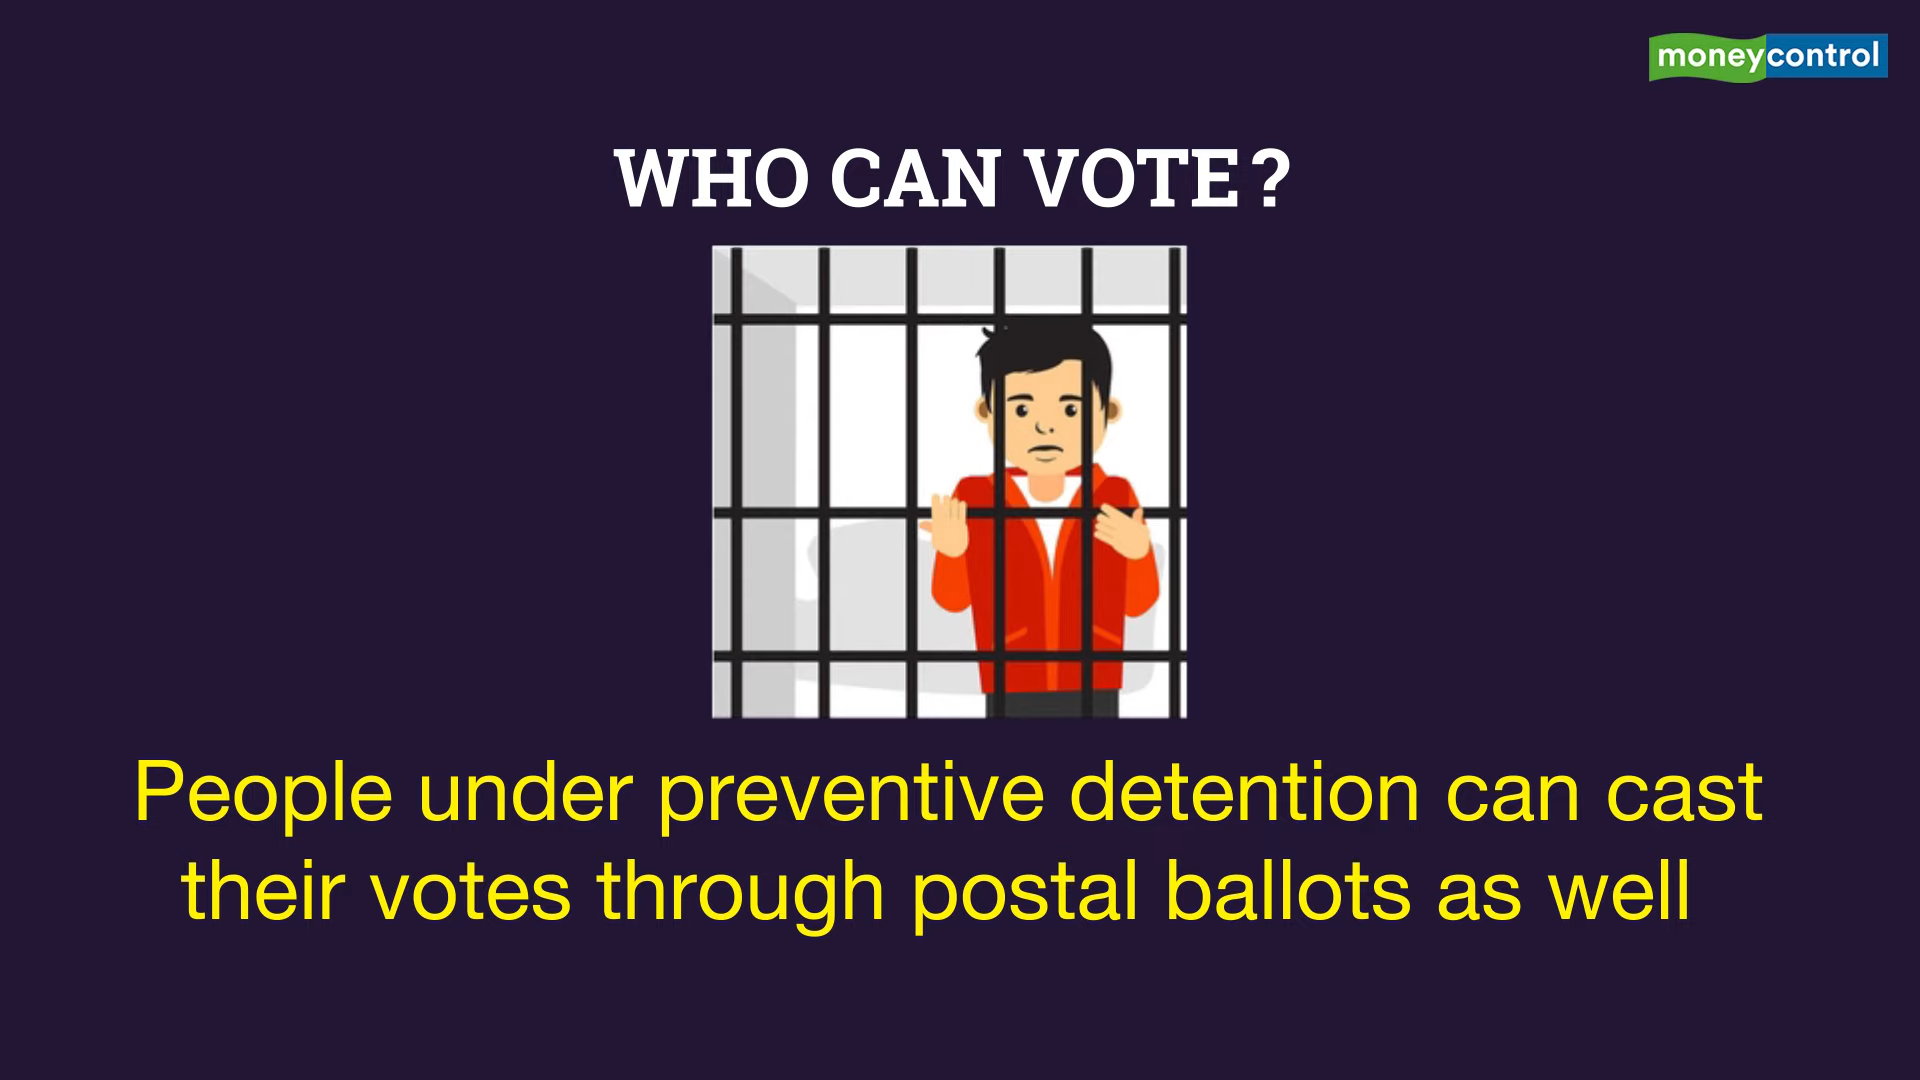 moneycontrol
WHO CAN VOTE?
People under preventive detention can cast
their votes through postal ballots as well